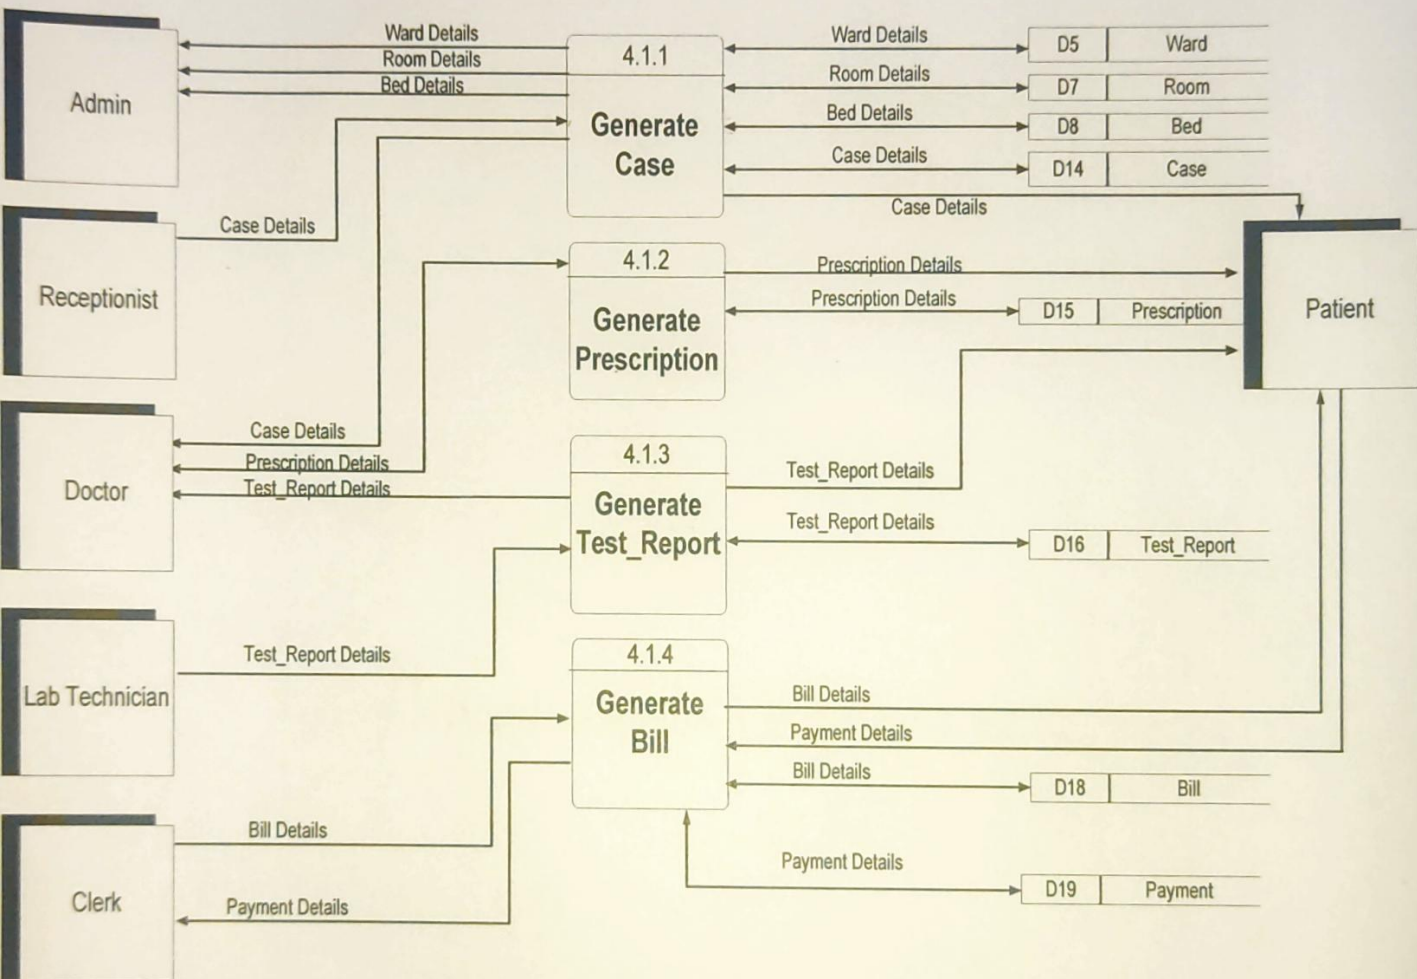 Admin
Ward Details
Room Details
Bed Details
4.1.1
Generate
Case
Ward Details
D5 Ward
Room Details
D7 Room
Bed Details
D8 Bed
Case Details
D14 Case
Case Details
Receptionist
Case Details
4.1.2
Generate
Prescription
Prescription Details
Prescription Details
D15 Prescription
Patient
Doctor
Case Details
Prescription Details
Test_Report Details
4.1.3
Generate
Test_Report
Test_Report Details
Test_Report Details
D16 Test_Report
Lab Technician
Test_Report Details
4.1.4
Generate
Bill
Bill Details
Payment Details
Bill Details
D18 Bill
Clerk
Bill Details
Payment Details
Payment Details
D19 Payment